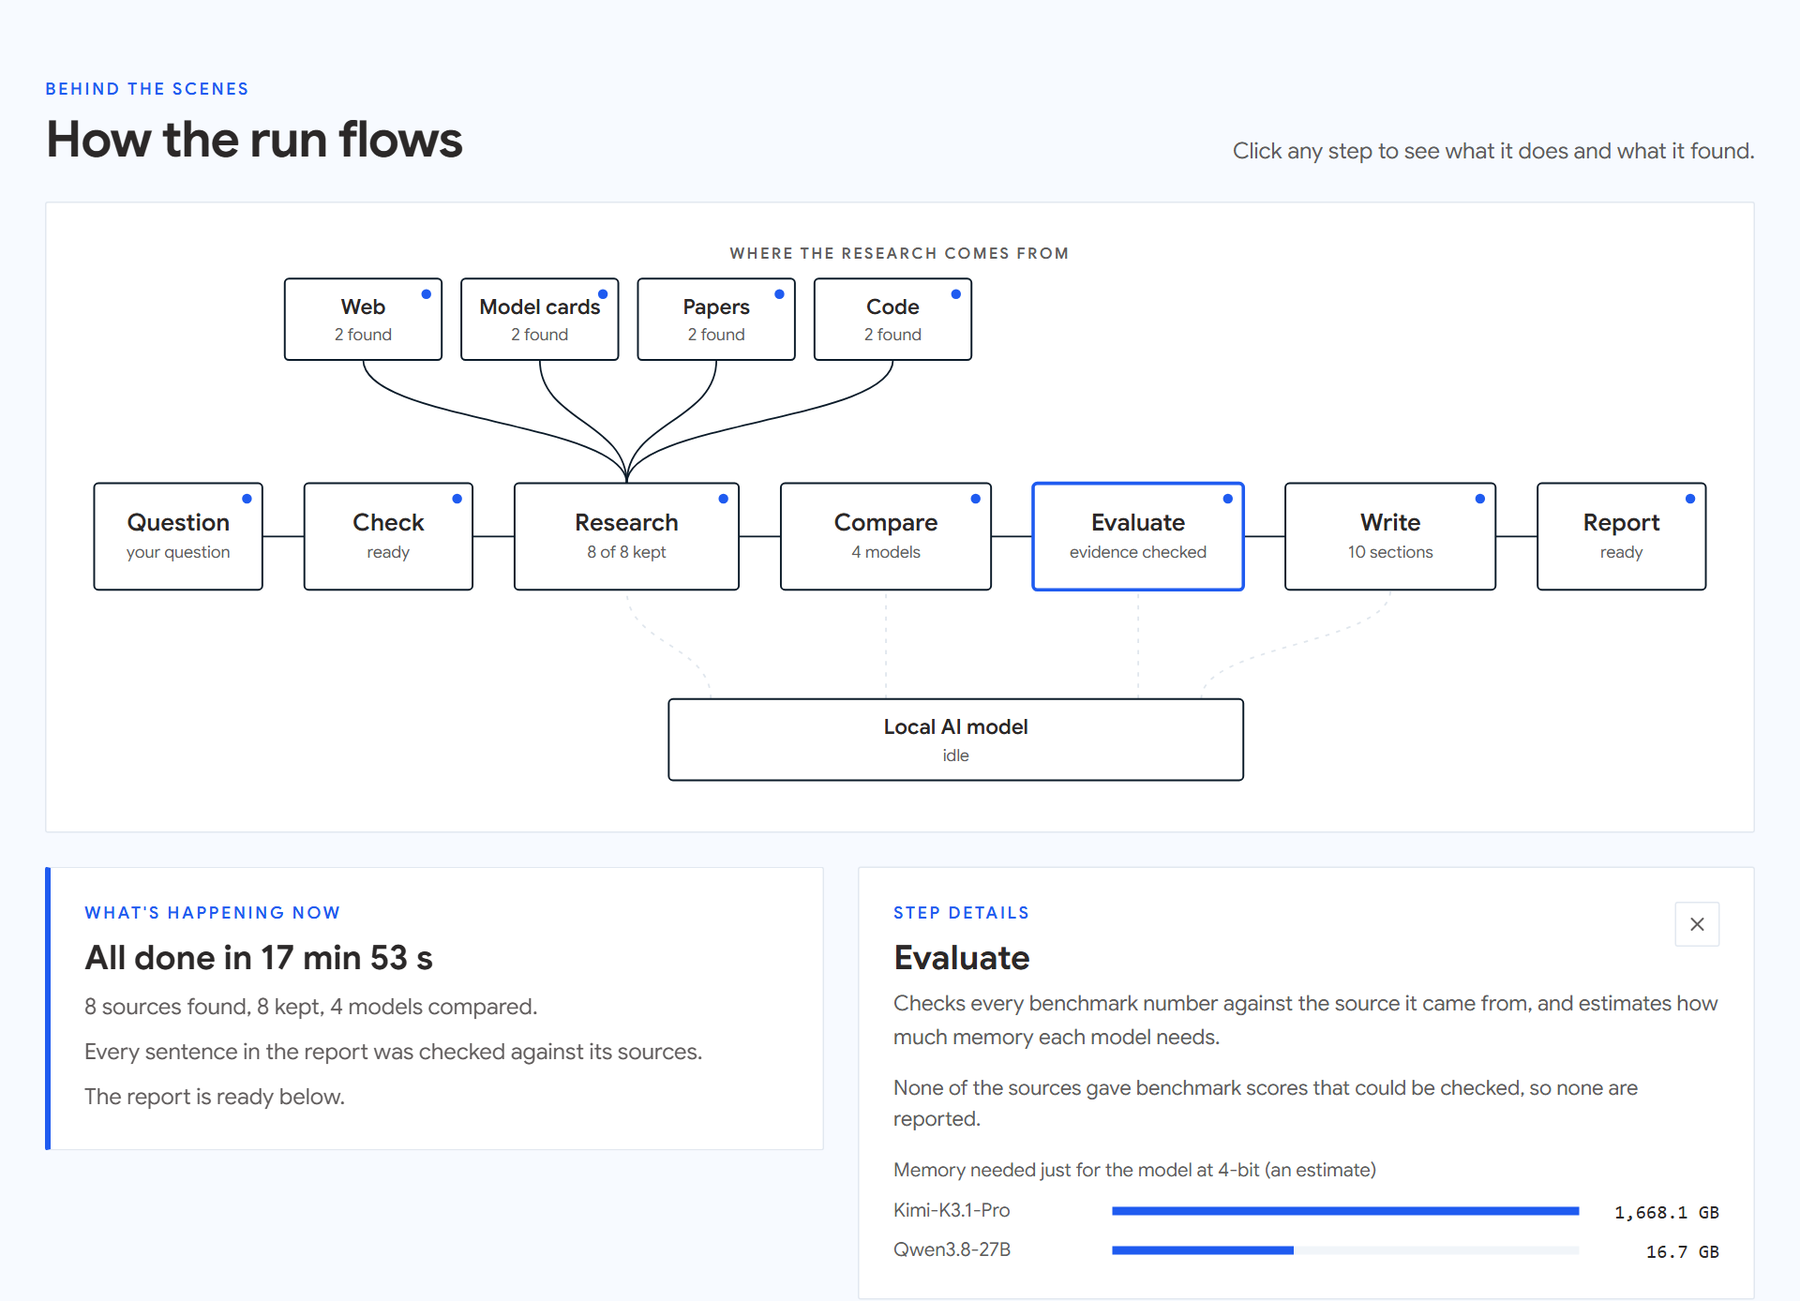 BEHIND THE SCENES
How the run flows
Click any step to see what it does and what it found.
WHERE THE RESEARCH COMES FROM
Web
2 found
Model cards
2 found
Papers
2 found
Code
2 found
Question
your question
Check
ready
Research
8 of 8 kept
Compare
4 models
Evaluate
evidence checked
Write
10 sections
Report
ready
Local AI model
idle
WHAT'S HAPPENING NOW
All done in 17 min 53 s
8 sources found, 8 kept, 4 models compared.
Every sentence in the report was checked against its sources.
The report is ready below.
STEP DETAILS
Evaluate
Checks every benchmark number against the source it came from, and estimates how
much memory each model needs.
None of the sources gave benchmark scores that could be checked, so none are
reported.
Memory needed just for the model at 4-bit (an estimate)
Kimi-K3.1-Pro 1,668.1 GB
Qwen3.8-27B 16.7 GB